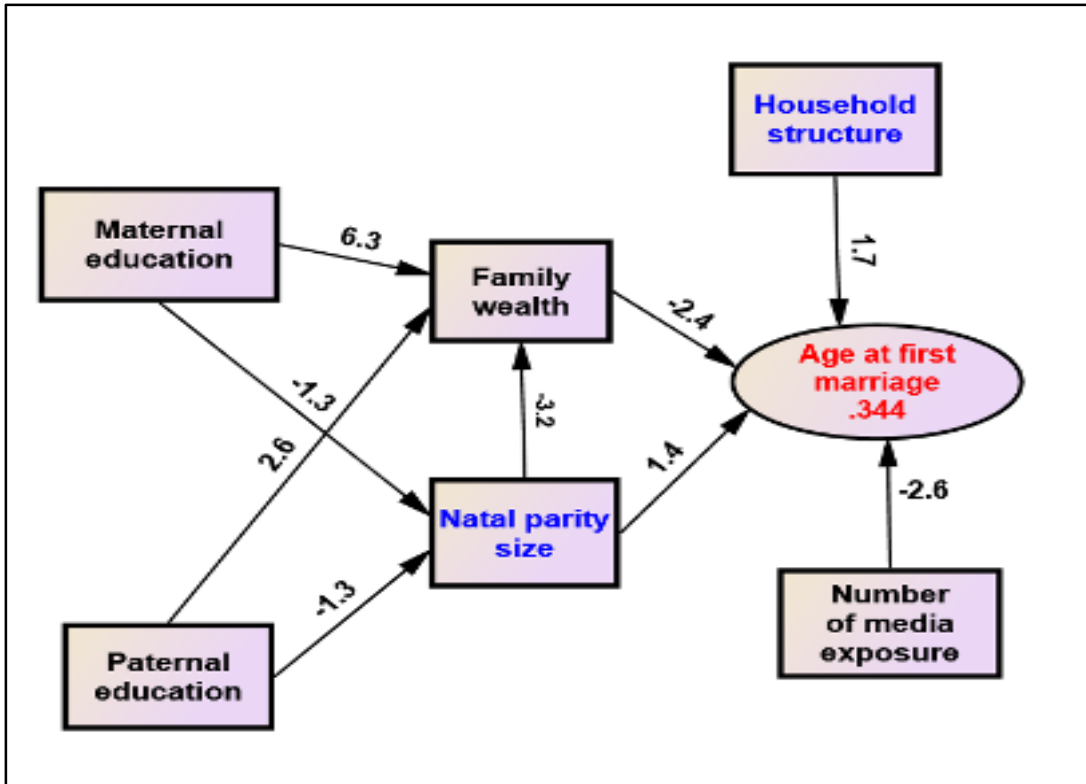 Household
structure
Maternal
education
6.3
Family
wealth
-2.4
1.7
Age at first
marriage
.344
-1.3
2.6
-3.2
1.4
-2.6
Natal parity
size
-1.3
Number
of media
exposure
Paternal
education